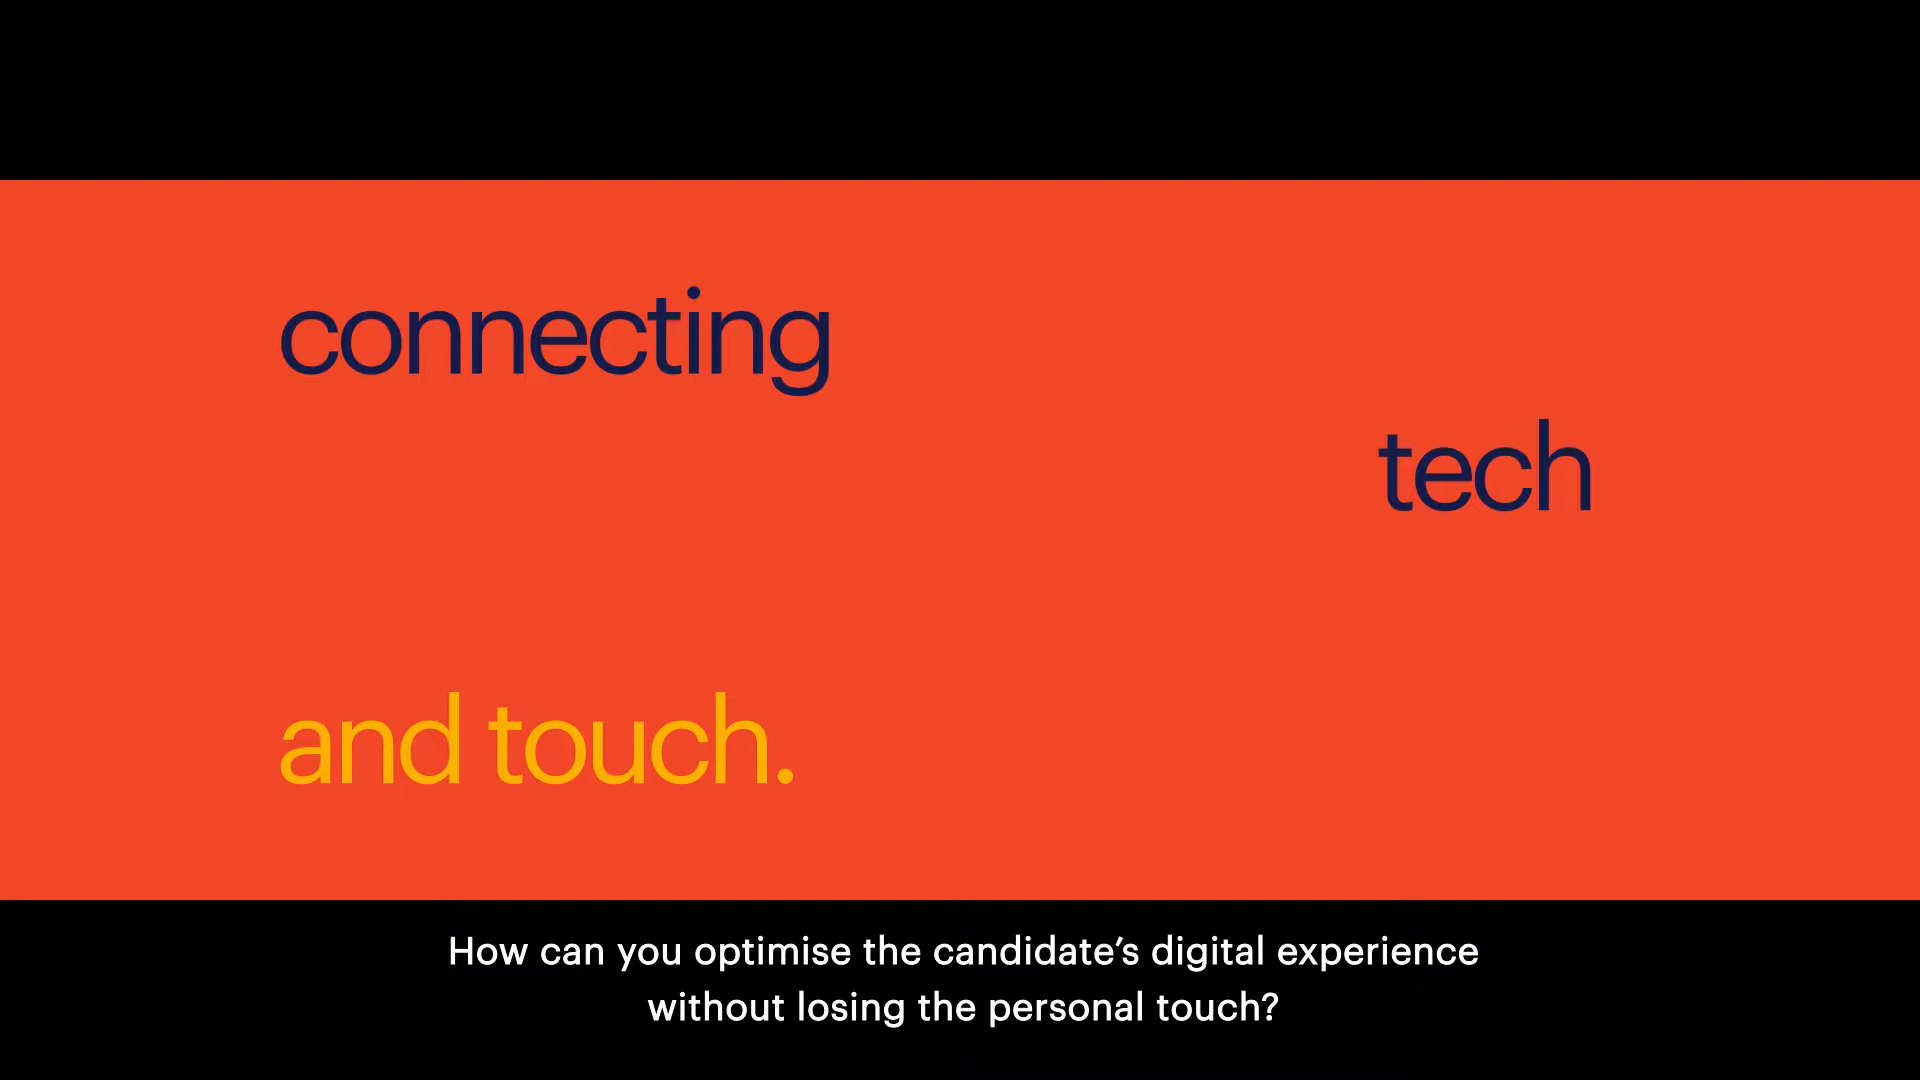 connecting
tech
and touch.
How can you optimise the candidate’s digital experience
without losing the personal touch?